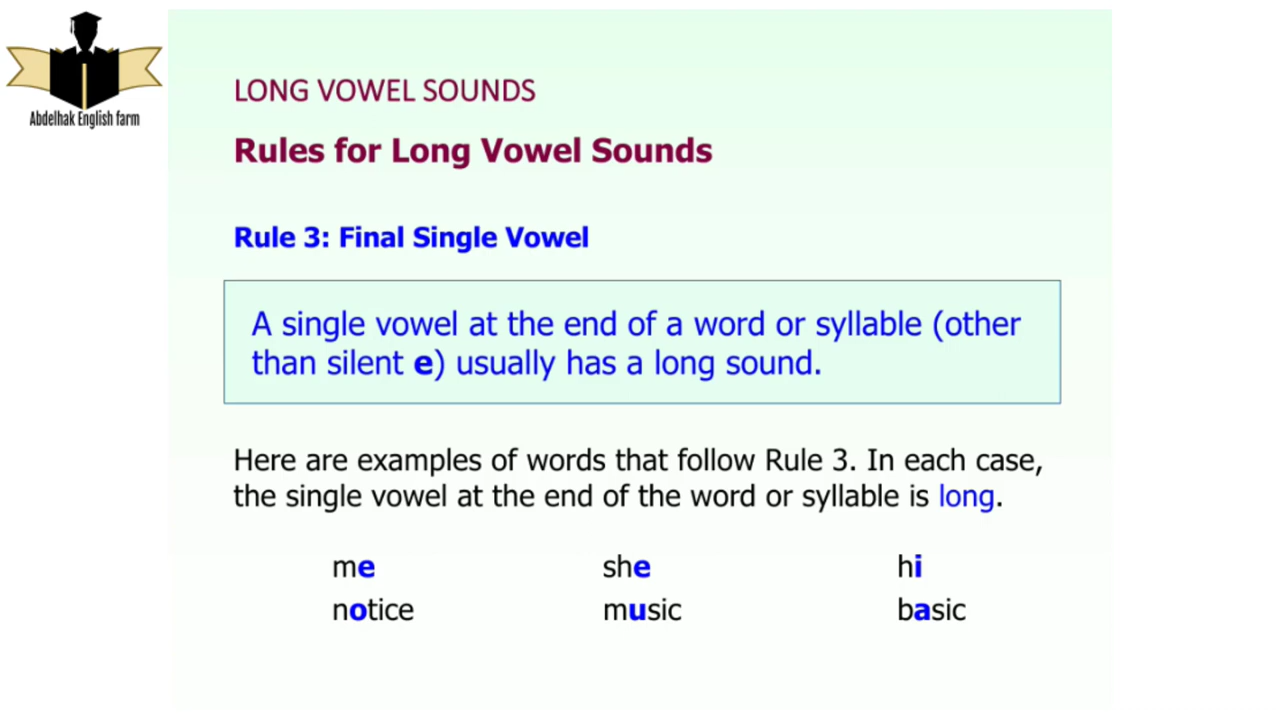 Abdelhak English farm
LONG VOWEL SOUNDS
Rules for Long Vowel Sounds
Rule 3: Final Single Vowel
A single vowel at the end of a word or syllable (other
than silent e) usually has a long sound.
Here are examples of words that follow Rule 3. In each case,
the single vowel at the end of the word or syllable is long.
me she hi
notice music basic